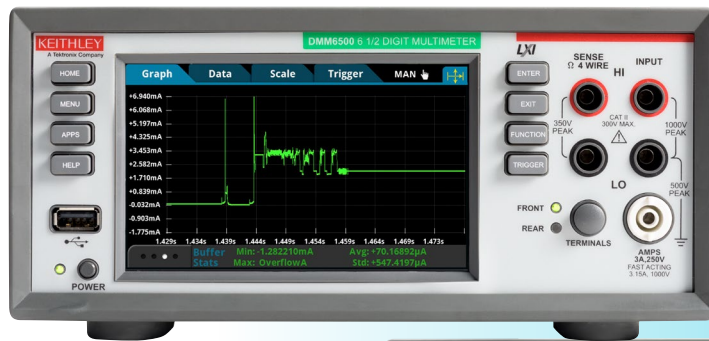 KEITHLEY
A Tektronix Company
DMM6500 6 1/2 DIGIT MULTIMETER
LXI
HOME
MENU
APPS
HELP
POWER
Graph Data Scale Trigger MAN
+6.940mA
+6.068mA
+5.197mA
+4.325mA
+3.453mA
+2.582mA
+1.710mA
+0.839mA
-0.032mA
-0.903mA
-1.775mA
1.429s 1.434s 1.439s 1.444s 1.449s 1.454s 1.459s 1.464s 1.469s 1.473s
Buffer Min: -1.282210mA Avg: +70.16892µA
Stats Max: OverflowA Std: +547.4197µA
ENTER
EXIT
FUNCTION
TRIGGER
SENSE
Ω 4 WIRE
HI
INPUT
350V
PEAK
CAT II
300V MAX.
1000V
PEAK
LO
500V
PEAK
FRONT
REAR
TERMINALS
AMPS
3A,250V
FAST ACTING
3.15A, 1000V